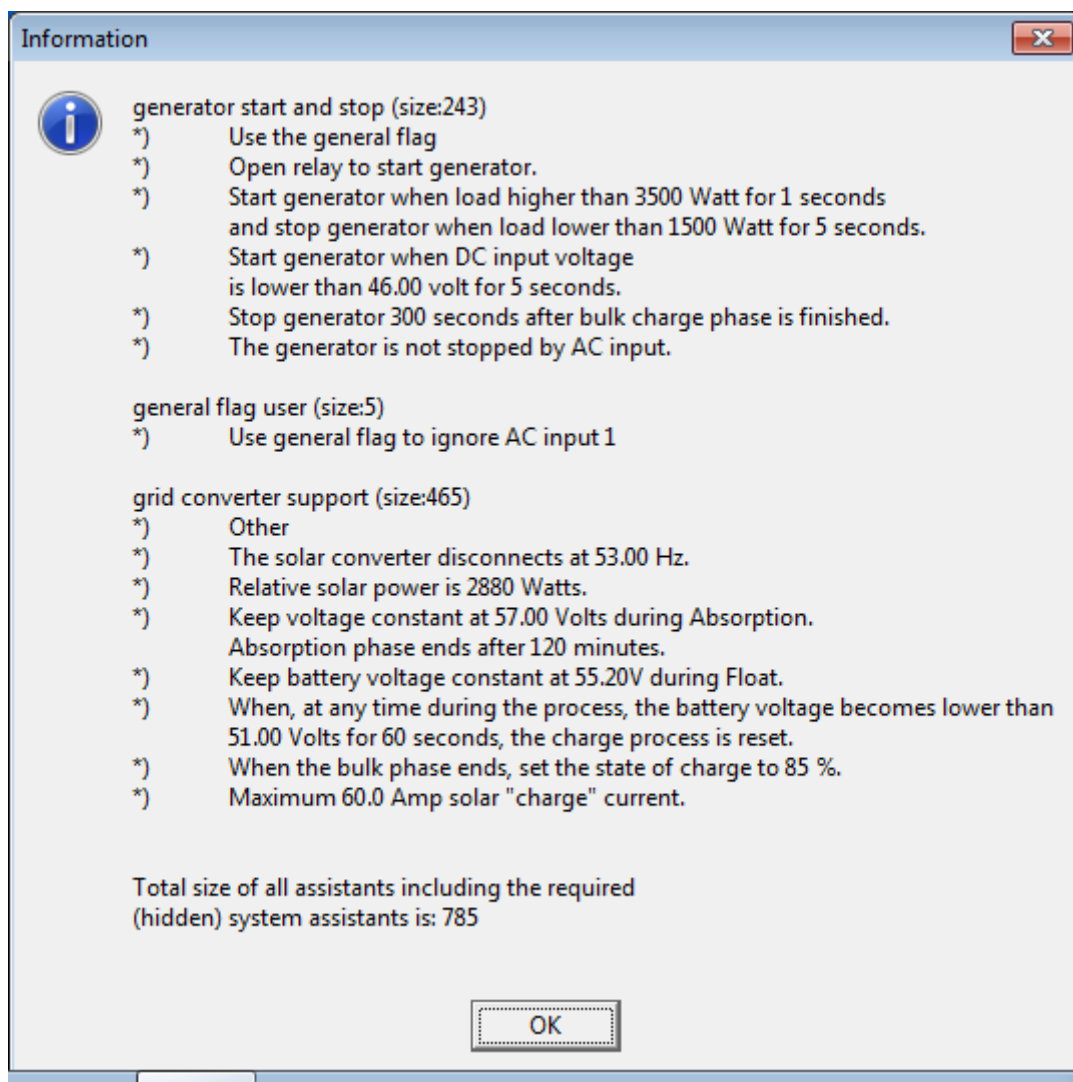 Information
generator start and stop (size:243)
*) Use the general flag
*) Open relay to start generator.
*) Start generator when load higher than 3500 Watt for 1 seconds
and stop generator when load lower than 1500 Watt for 5 seconds.
*) Start generator when DC input voltage
is lower than 46.00 volt for 5 seconds.
*) Stop generator 300 seconds after bulk charge phase is finished.
*) The generator is not stopped by AC input.
general flag user (size:5)
*) Use general flag to ignore AC input 1
grid converter support (size:465)
*) Other
*) The solar converter disconnects at 53.00 Hz.
*) Relative solar power is 2880 Watts.
*) Keep voltage constant at 57.00 Volts during Absorption.
Absorption phase ends after 120 minutes.
*) Keep battery voltage constant at 55.20V during Float.
*) When, at any time during the process, the battery voltage becomes lower than
51.00 Volts for 60 seconds, the charge process is reset.
*) When the bulk phase ends, set the state of charge to 85 %.
*) Maximum 60.0 Amp solar "charge" current.
Total size of all assistants including the required
(hidden) system assistants is: 785
OK